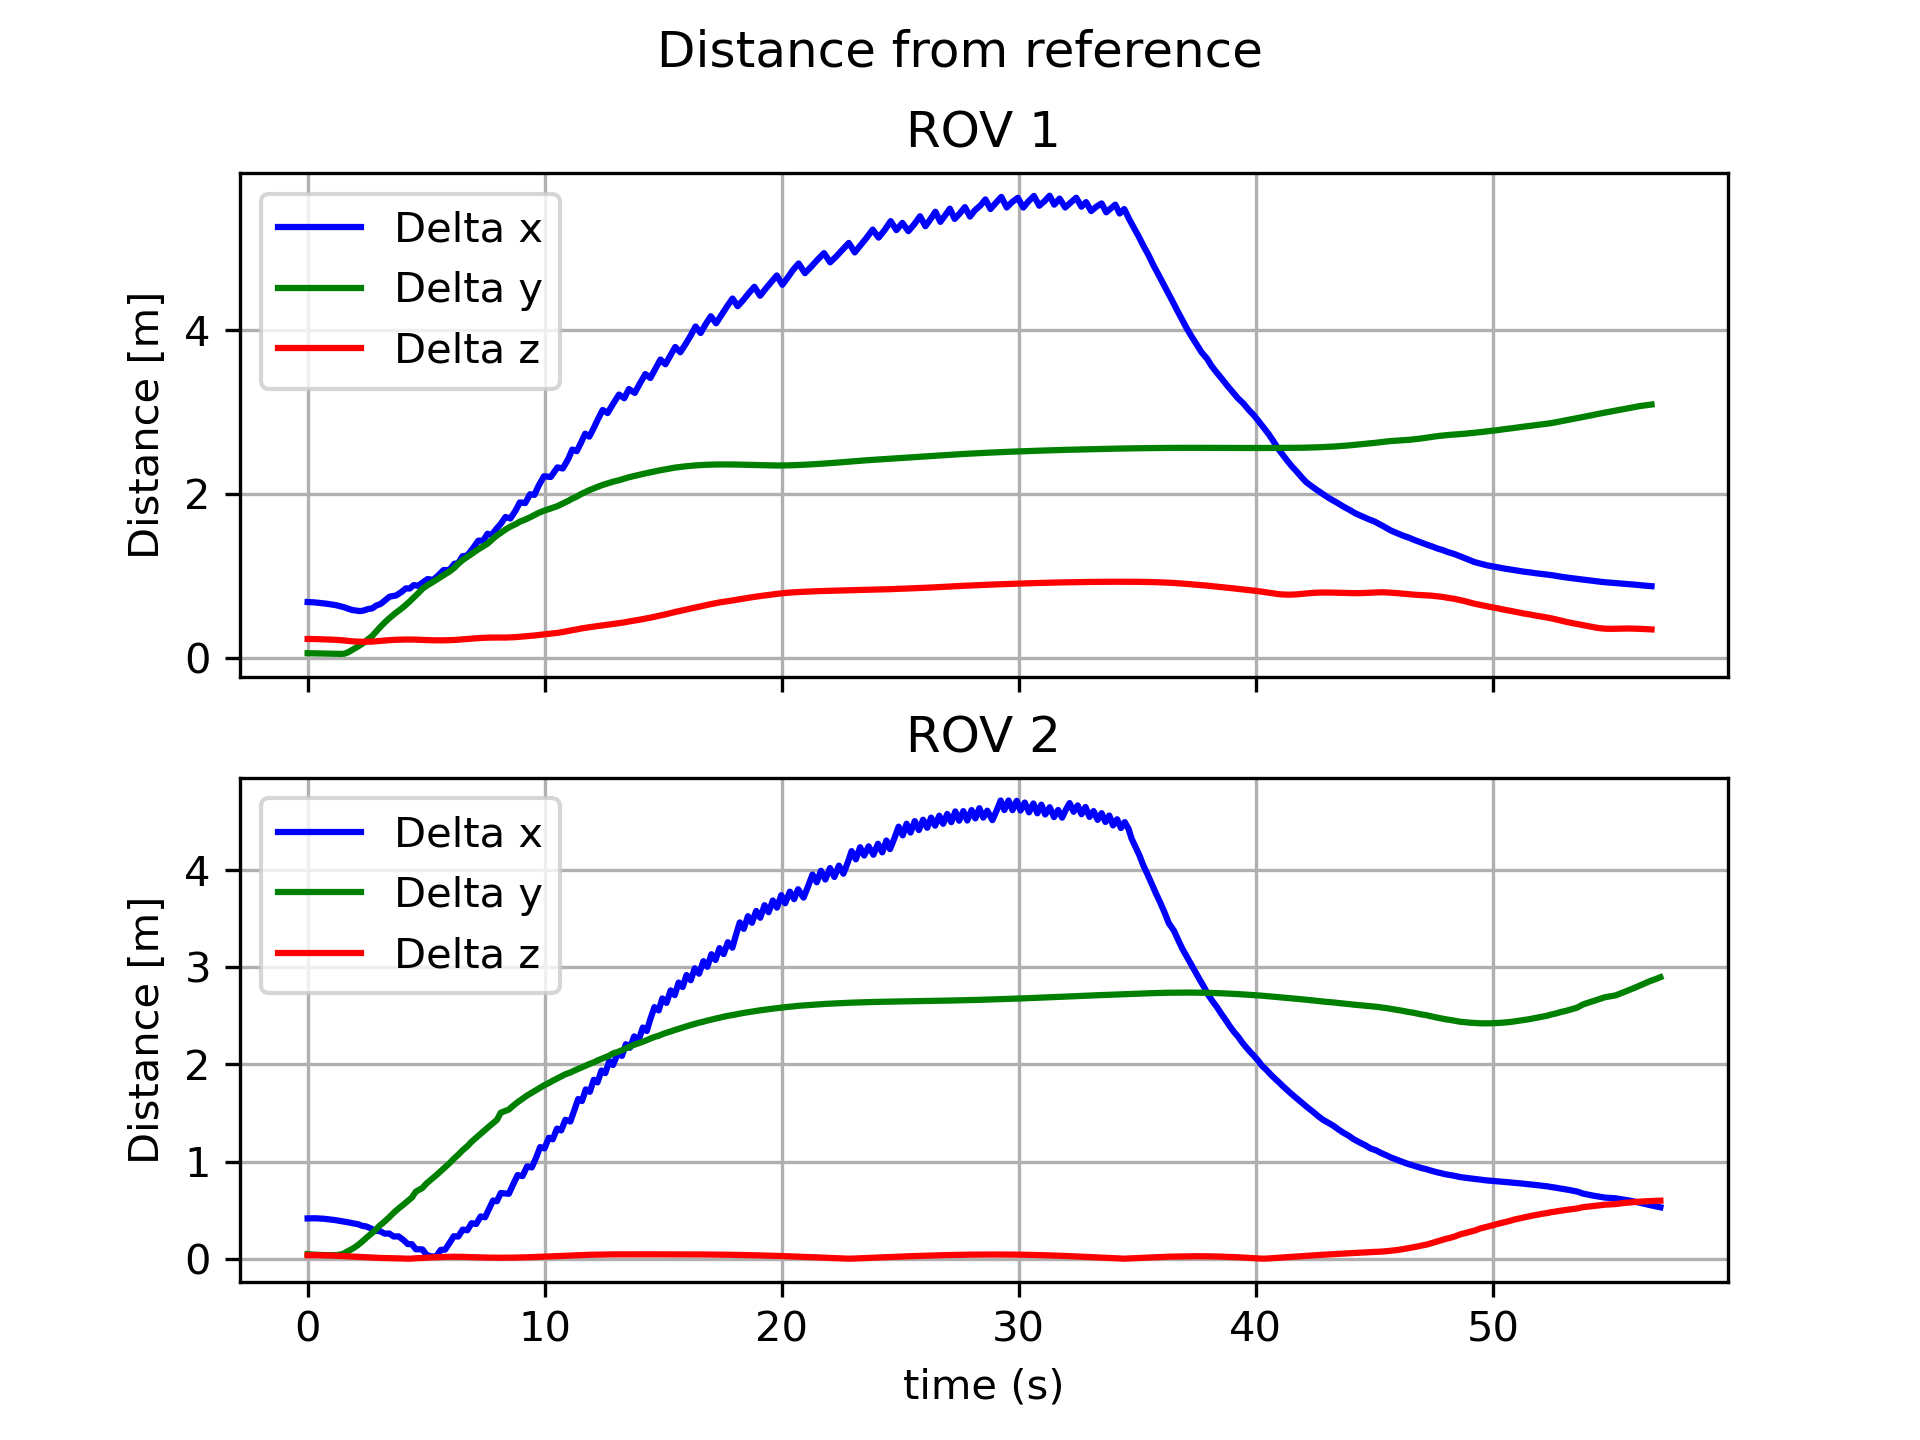 Distance from reference
ROV 1
Delta x
Delta y
Delta z
Distance [m]
4
2
0
ROV 2
Delta x
Delta y
Delta z
Distance [m]
4
3
2
1
0
0 10 20 30 40 50
time (s)